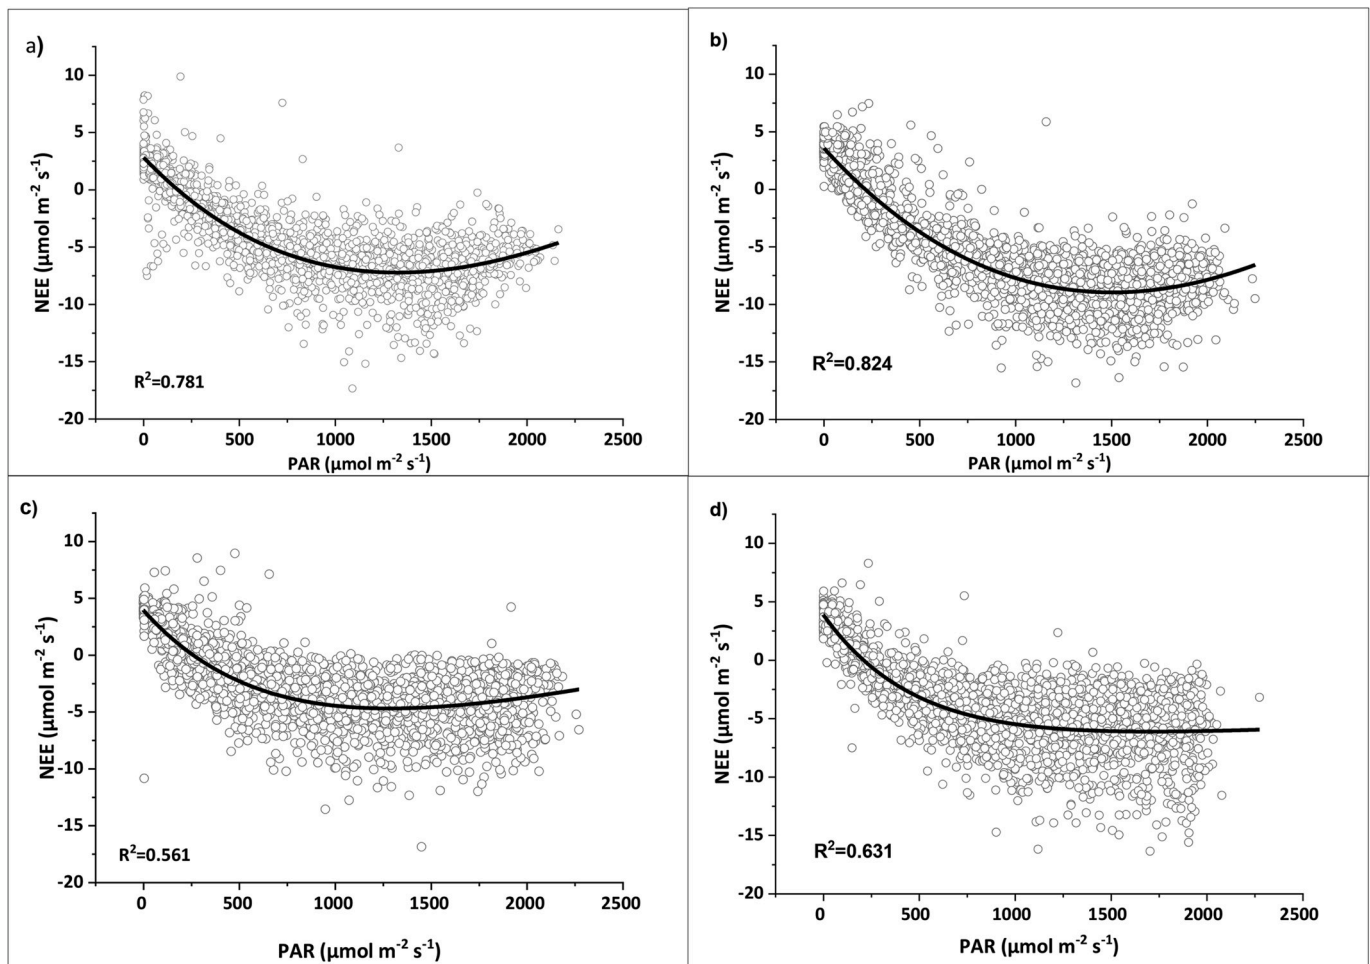 a)
10
5
0
-5
-10
-15
-20
NEE (µmol m-2 s-1)
R2=0.781
0 500 1000 1500 2000 2500
PAR (µmol m-2 s-1)
b)
10
5
0
-5
-10
-15
-20
NEE (µmol m-2 s-1)
R2=0.824
0 500 1000 1500 2000 2500
PAR (µmol m-2 s-1)
c)
10
5
0
-5
-10
-15
-20
NEE (µmol m-2 s-1)
R2=0.561
0 500 1000 1500 2000 2500
PAR (µmol m-2 s-1)
d)
10
5
0
-5
-10
-15
-20
NEE (µmol m-2 s-1)
R2=0.631
0 500 1000 1500 2000 2500
PAR (µmol m-2 s-1)